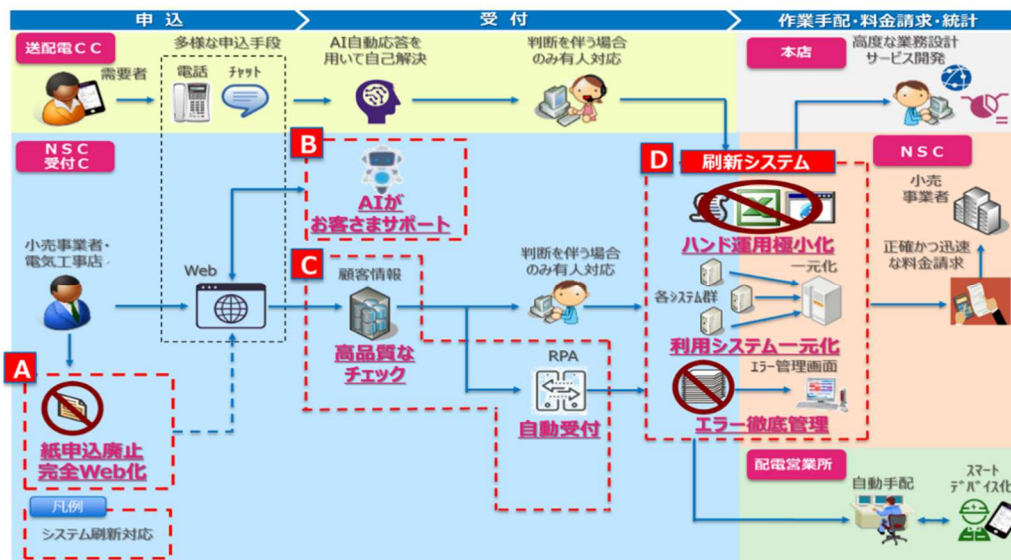 申 込
受 付
作業手配・料金請求・統計
送配電ＣＣ
需要者
多様な申込手段
電話
ﾁｬｯﾄ
AI自動応答を
用いて自己解決
判断を伴う場合
のみ有人対応
本店
高度な業務設計
サービス開発
ＮＳＣ
受付Ｃ
B
AIが
お客さまサポート
D
刷新システム
ハンド運用極小化
ＮＳＣ
小売
事業者
小売事業者・
電気工事店
Web
C
顧客情報
高品質な
チェック
判断を伴う場合
のみ有人対応
一元化
各システム群
利用システム一元化
正確かつ迅速
な料金請求
A
紙申込廃止
完全Web化
RPA
自動受付
ｴﾗｰ管理画面
エラー徹底管理
凡例
システム刷新対応
配電営業所
自動手配
ｽﾏｰﾄ
ﾃﾞﾊﾞｲｽ化